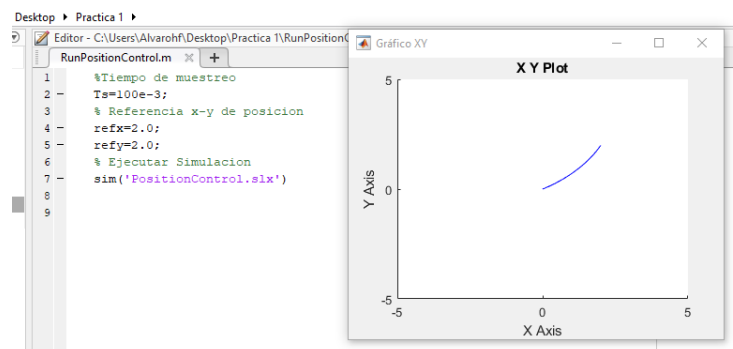 Desktop ▸ Practica 1 ▸
Editor - C:\Users\Alvarohf\Desktop\Practica 1\RunPositionC
RunPositionControl.m × +
1 %Tiempo de muestreo
2 - Ts=100e-3;
3 % Referencia x-y de posicion
4 - refx=2.0;
5 - refy=2.0;
6 % Ejecutar Simulacion
7 - sim('PositionControl.slx')
8
9
Gráfico XY
X Y Plot
5
0
-5
Y Axis
-5 0 5
X Axis